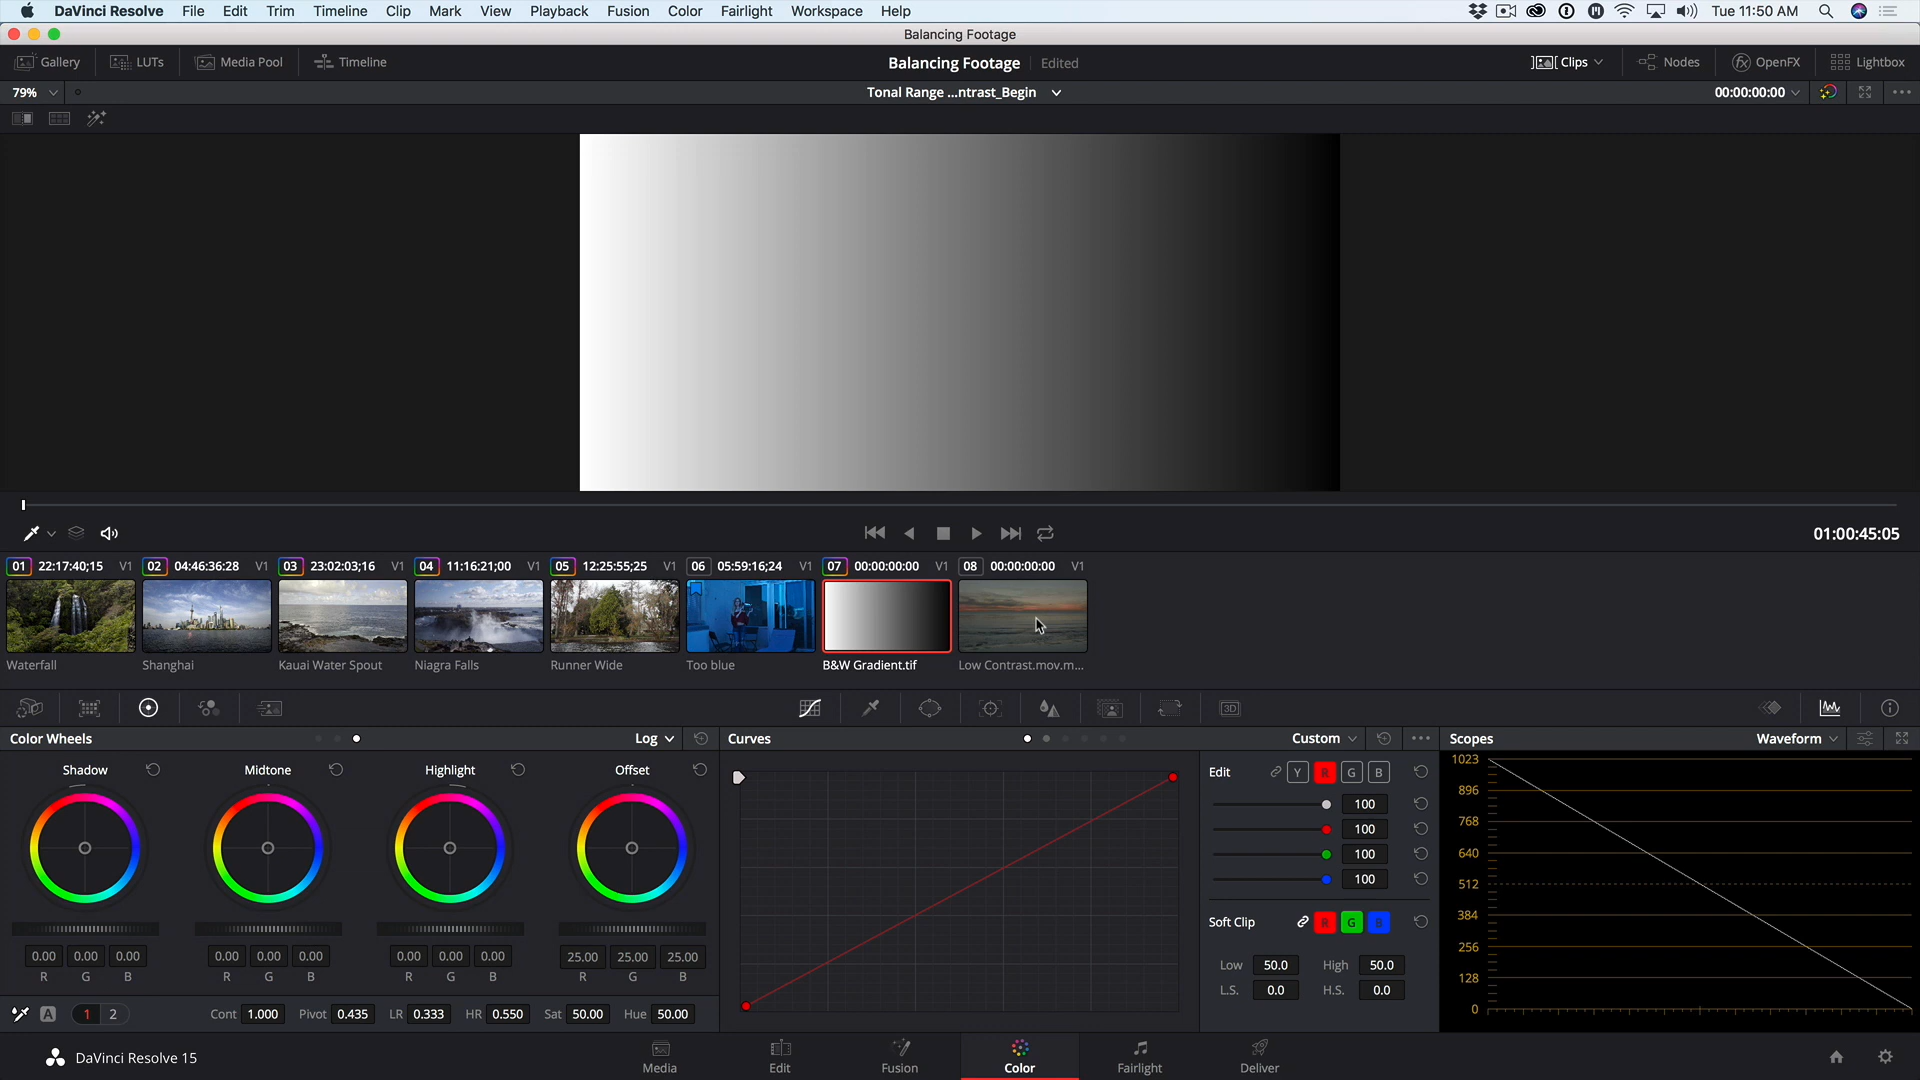 DaVinci Resolve File Edit Trim Timeline Clip Mark View Playback Fusion Color Fairlight Workspace Help Tue 11:50 AM
Balancing Footage
Gallery LUTs Media Pool Timeline Balancing Footage Edited Clips Nodes OpenFX Lightbox
79% Tonal Range ...ntrast_Begin 00:00:00:00
01:00:45:05
01 22:17:40;15 V1 02 04:46:36:28 V1 03 23:02:03;16 V1 04 11:16:21;00 V1 05 12:25:55;25 V1 06 05:59:16;24 V1 07 00:00:00:00 V1 08 00:00:00:00 V1
Waterfall Shanghai Kauai Water Spout Niagra Falls Runner Wide Too blue B&W Gradient.tif Low Contrast.mov.m...
3D
Color Wheels Log Curves Custom Scopes Waveform
Shadow Midtone Highlight Offset Edit Y R G B
1023
896
768
640
512
384
256
128
0
100
100
100
100
Soft Clip R G B
Low 50.0 High 50.0
L.S. 0.0 H.S. 0.0
0.00 0.00 0.00 0.00 0.00 0.00 0.00 0.00 0.00 25.00 25.00 25.00
R G B R G B R G B R G B
A 1 2 Cont 1.000 Pivot 0.435 LR 0.333 HR 0.550 Sat 50.00 Hue 50.00
DaVinci Resolve 15 Media Edit Fusion Color Fairlight Deliver